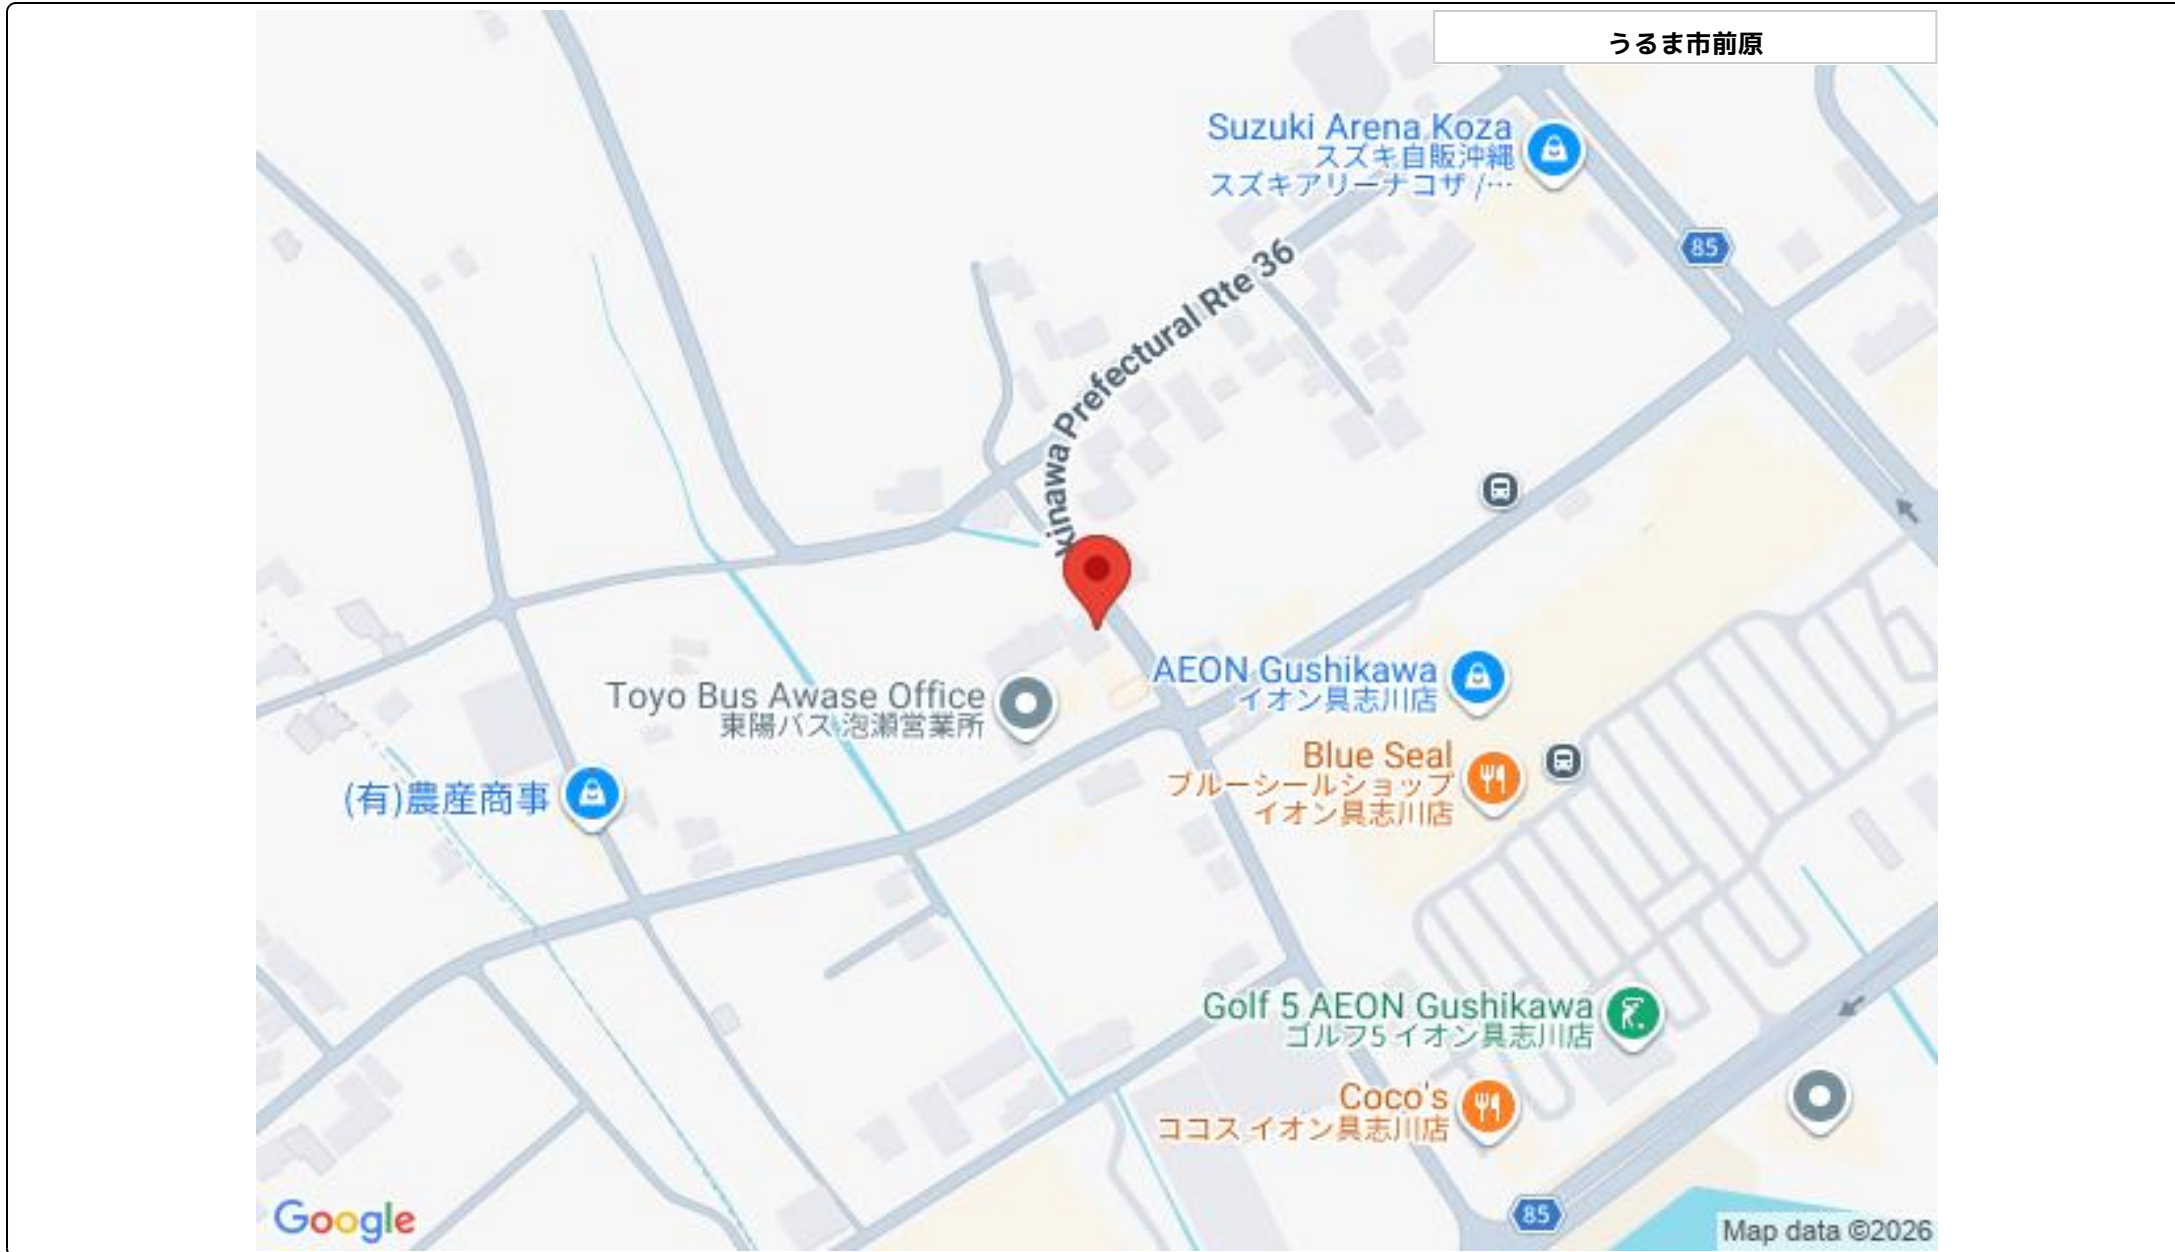 うるま市前原
Suzuki Arena Koza
スズキ自販沖縄
スズキアリーナコザ /…
85
kinawa Prefectural Rte 36
AEON Gushikawa
イオン具志川店
Toyo Bus Awase Office
東陽バス 泡瀬営業所
Blue Seal
ブルーシールショップ
イオン具志川店
(有)農産商事
Golf 5 AEON Gushikawa
ゴルフ5 イオン具志川店
Coco's
ココス イオン具志川店
85
Google
Map data ©2026